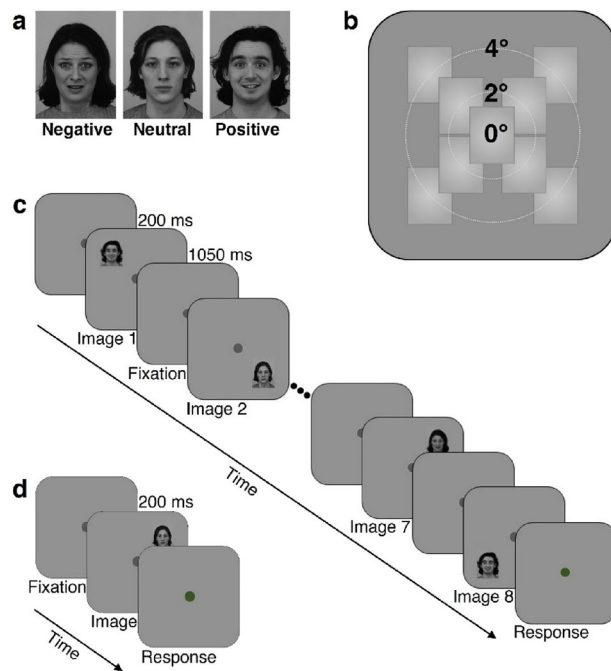 a
Negative
Neutral
Positive
b
4°
2°
0°
c
200 ms
1050 ms
Image 1
Fixation
Image 2
Time
Image 7
Image 8
Response
d
200 ms
Fixation
Image
Response
Time